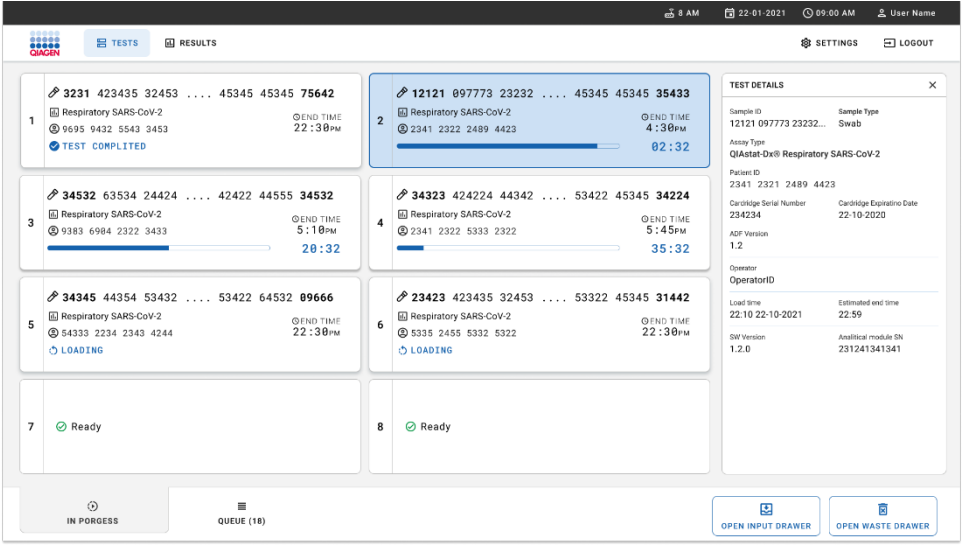 8 AM
22-01-2021
09:00 AM
User Name
QIAGEN
TESTS
RESULTS
SETTINGS
LOGOUT
1
3231 423435 32453 .... 45345 45345 75642
Respiratory SARS-CoV-2
9695 9432 5543 3453
END TIME
22:30PM
TEST COMPLITED
2
12121 097773 23232 .... 45345 45345 35433
Respiratory SARS-CoV-2
2341 2322 2489 4423
END TIME
4:30PM
02:32
3
34532 63534 24424 .... 42422 44555 34532
Respiratory SARS-CoV-2
9383 6984 2322 3433
END TIME
5:10PM
20:32
4
34323 424224 44342 .... 53422 45345 34224
Respiratory SARS-CoV-2
2341 2322 5333 2322
END TIME
5:45PM
35:32
5
34345 44354 53432 .... 53422 64532 09666
Respiratory SARS-CoV-2
54333 2234 2343 4244
END TIME
22:30PM
LOADING
6
23423 423435 32453 .... 53322 45345 31442
Respiratory SARS-CoV-2
5335 2455 5332 5322
END TIME
22:30PM
LOADING
7
Ready
8
Ready
TEST DETAILS
Sample ID
12121 097773 23232...
Sample Type
Swab
Assay Type
QIAstat-Dx® Respiratory SARS-CoV-2
Patient ID
2341 2321 2489 4423
Cardridge Serial Number
234234
Cardridge Expiratino Date
22-10-2020
ADF Version
1.2
Operator
OperatorID
Load time
22:10 22-10-2021
Estimated end time
22:59
SW Version
1.2.0
Analitical module SN
231241341341
IN PORGESS
QUEUE (18)
OPEN INPUT DRAWER
OPEN WASTE DRAWER